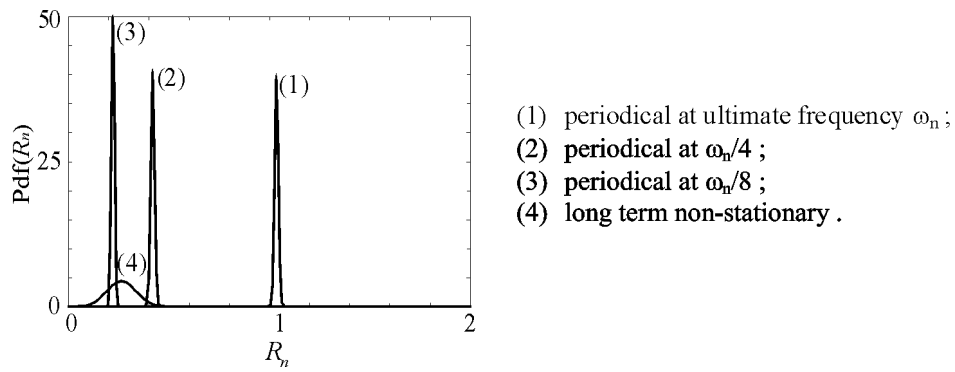 50
(3)
(2)
(1)
Pdf(Rn)
25
(4)
0
0
1
2
Rn
(1) periodical at ultimate frequency ωn ;
(2) periodical at ωn/4 ;
(3) periodical at ωn/8 ;
(4) long term non-stationary .